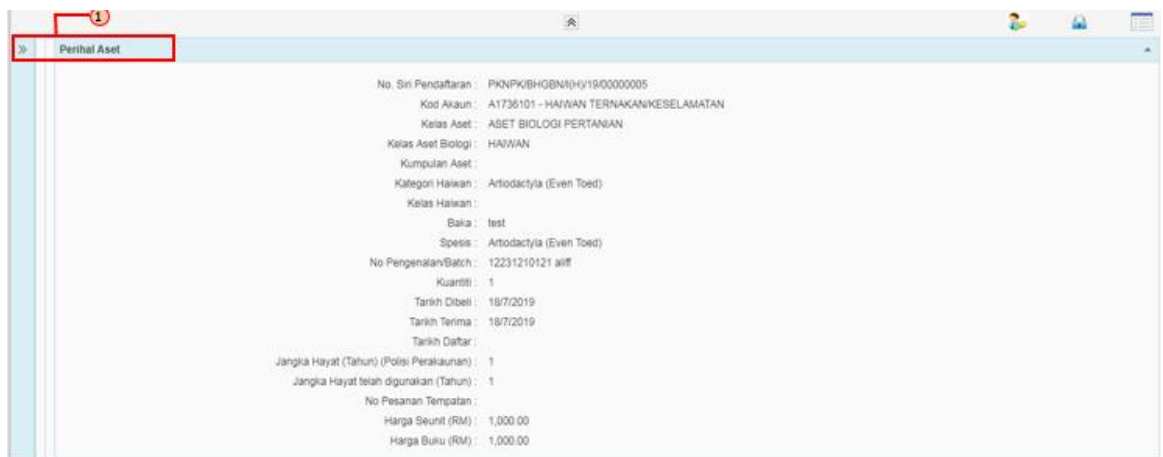 1
Perihal Aset
No. Siri Pendaftaran : PKNPK/BHGBN/I(H)/19/00000005
Kod Akaun : A1736101 - HAIWAN TERNAKAN/KESELAMATAN
Kelas Aset : ASET BIOLOGI PERTANIAN
Kelas Aset Biologi : HAIWAN
Kumpulan Aset :
Kategori Haiwan : Artiodactyla (Even Toed)
Kelas Haiwan :
Baka : test
Spesis : Artiodactyla (Even Toed)
No Pengenalan/Batch : 12231210121 aliff
Kuantiti : 1
Tarikh Dibeli : 18/7/2019
Tarikh Terima : 18/7/2019
Tarikh Daftar :
Jangka Hayat (Tahun) (Polisi Perakaunan) : 1
Jangka Hayat telah digunakan (Tahun) : 1
No Pesanan Tempatan :
Harga Seunit (RM) : 1,000.00
Harga Buku (RM) : 1,000.00